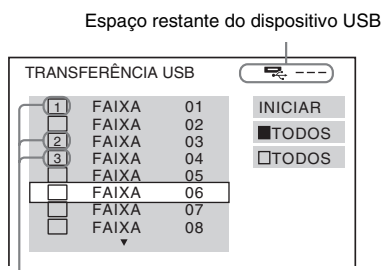 Espaço restante do dispositivo USB
TRANSFERÊNCIA USB ---
1 FAIXA 01 INICIAR
FAIXA 02
2 FAIXA 03 TODOS
3 FAIXA 04 TODOS
FAIXA 05
FAIXA 06
FAIXA 07
FAIXA 08